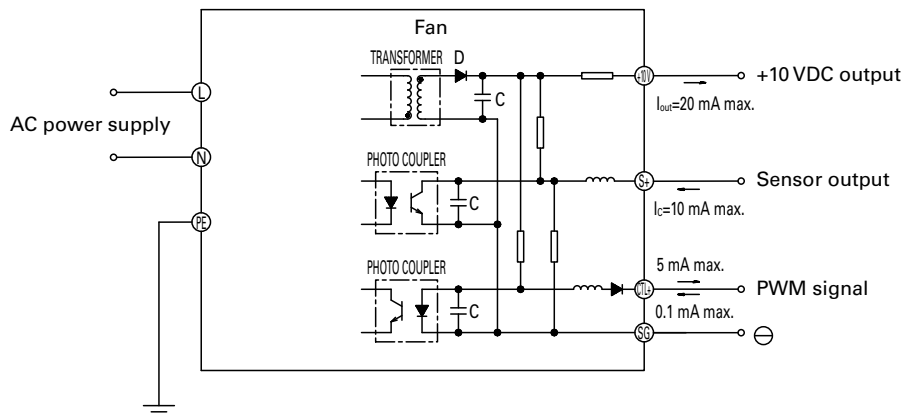 Fan
TRANSFORMER D
+10 V
+10 VDC output
C
Iout=20 mA max.
L
AC power supply
N
PHOTO COUPLER
S+
Sensor output
C
Ic=10 mA max.
PE
PHOTO COUPLER
5 mA max.
CTL+
PWM signal
C
0.1 mA max.
SG
⊖